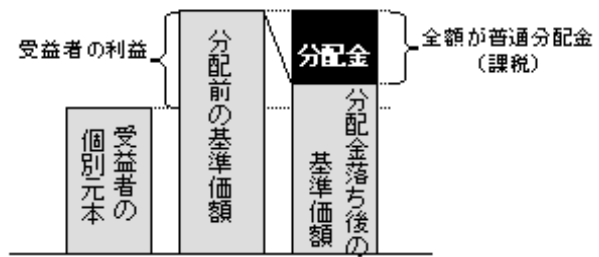 受益者の利益
分配前の基準価額
分配金
全額が普通分配金
(課税)
受益者の
個別元本
分配金落ち後の
基準価額